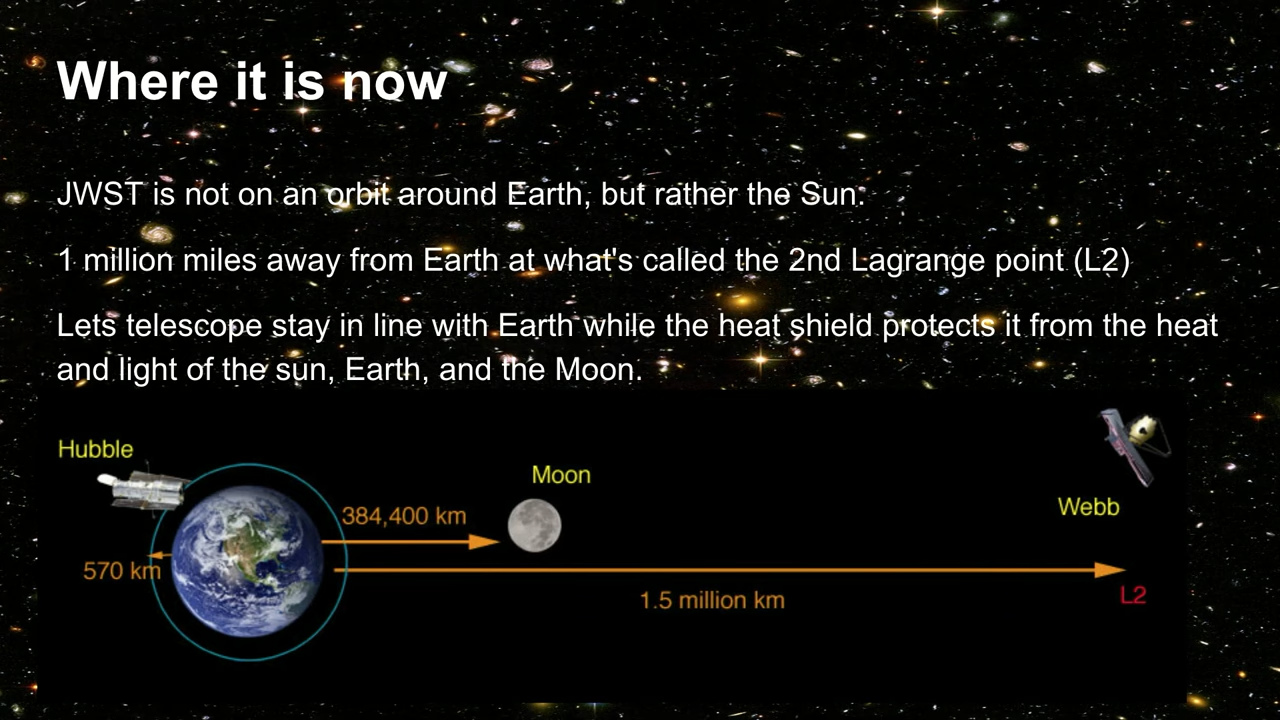 Where it is now
JWST is not on an orbit around Earth, but rather the Sun.
1 million miles away from Earth at what's called the 2nd Lagrange point (L2)
Lets telescope stay in line with Earth while the heat shield protects it from the heat
and light of the sun, Earth, and the Moon.
Hubble
Moon
384,400 km
Webb
570 km
1.5 million km
L2